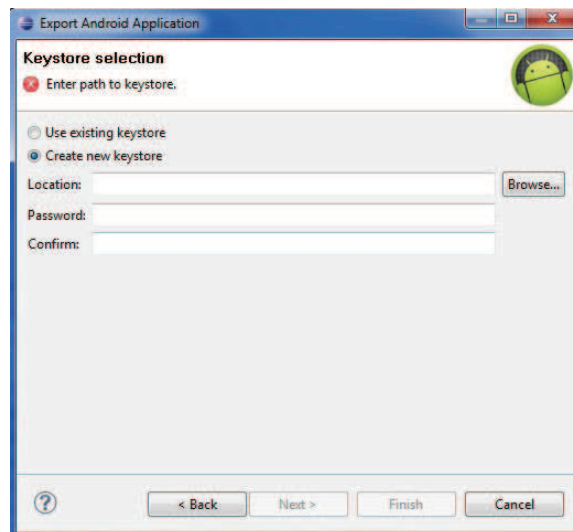 Export Android Application
Keystore selection
Enter path to keystore.
Use existing keystore
Create new keystore
Location:
Browse...
Password:
Confirm:
?
< Back
Next >
Finish
Cancel